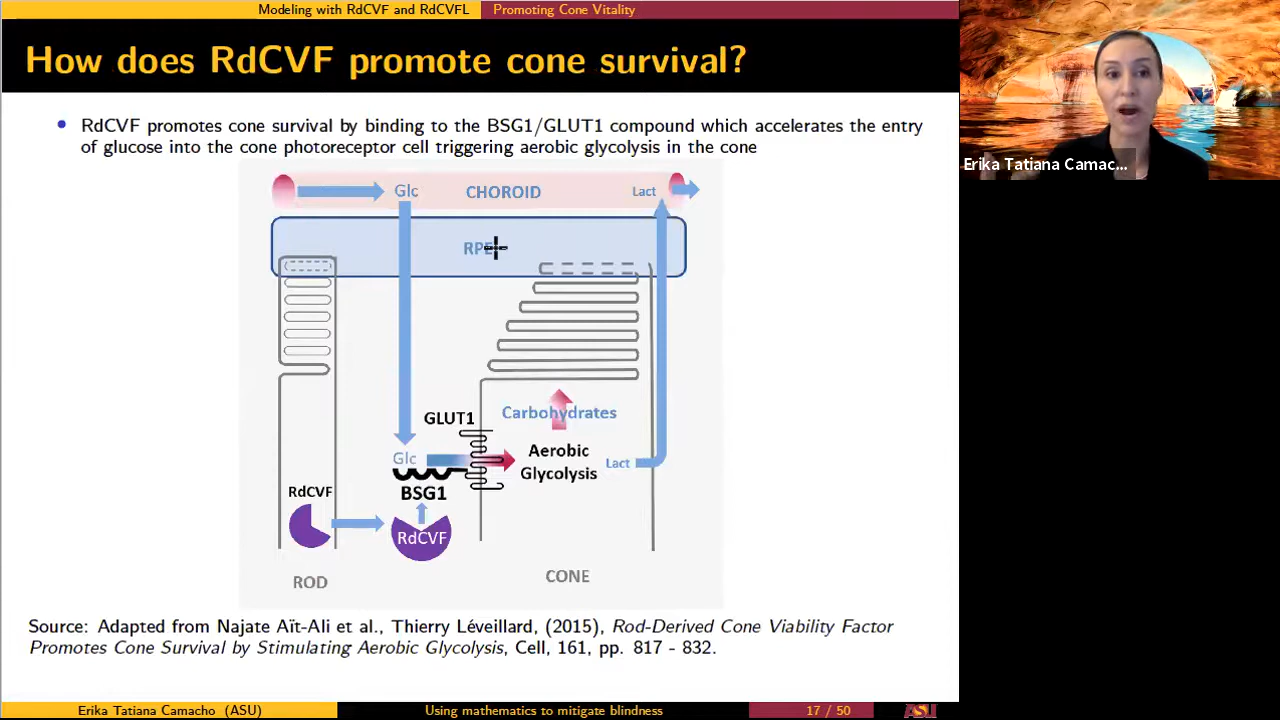 Modeling with RdCVF and RdCVFL Promoting Cone Vitality
How does RdCVF promote cone survival?
RdCVF promotes cone survival by binding to the BSG1/GLUT1 compound which accelerates the entry
of glucose into the cone photoreceptor cell triggering aerobic glycolysis in the cone
Erika Tatiana Camac...
Glc CHOROID Lact
RPE
GLUT1
Carbohydrates
Glc
Aerobic
Glycolysis
Lact
BSG1
RdCVF
RdCVF
ROD
CONE
Source: Adapted from Najate Aït-Ali et al., Thierry Léveillard, (2015), Rod-Derived Cone Viability Factor
Promotes Cone Survival by Stimulating Aerobic Glycolysis, Cell, 161, pp. 817 - 832.
Erika Tatiana Camacho (ASU) Using mathematics to mitigate blindness 17 / 50 ASU